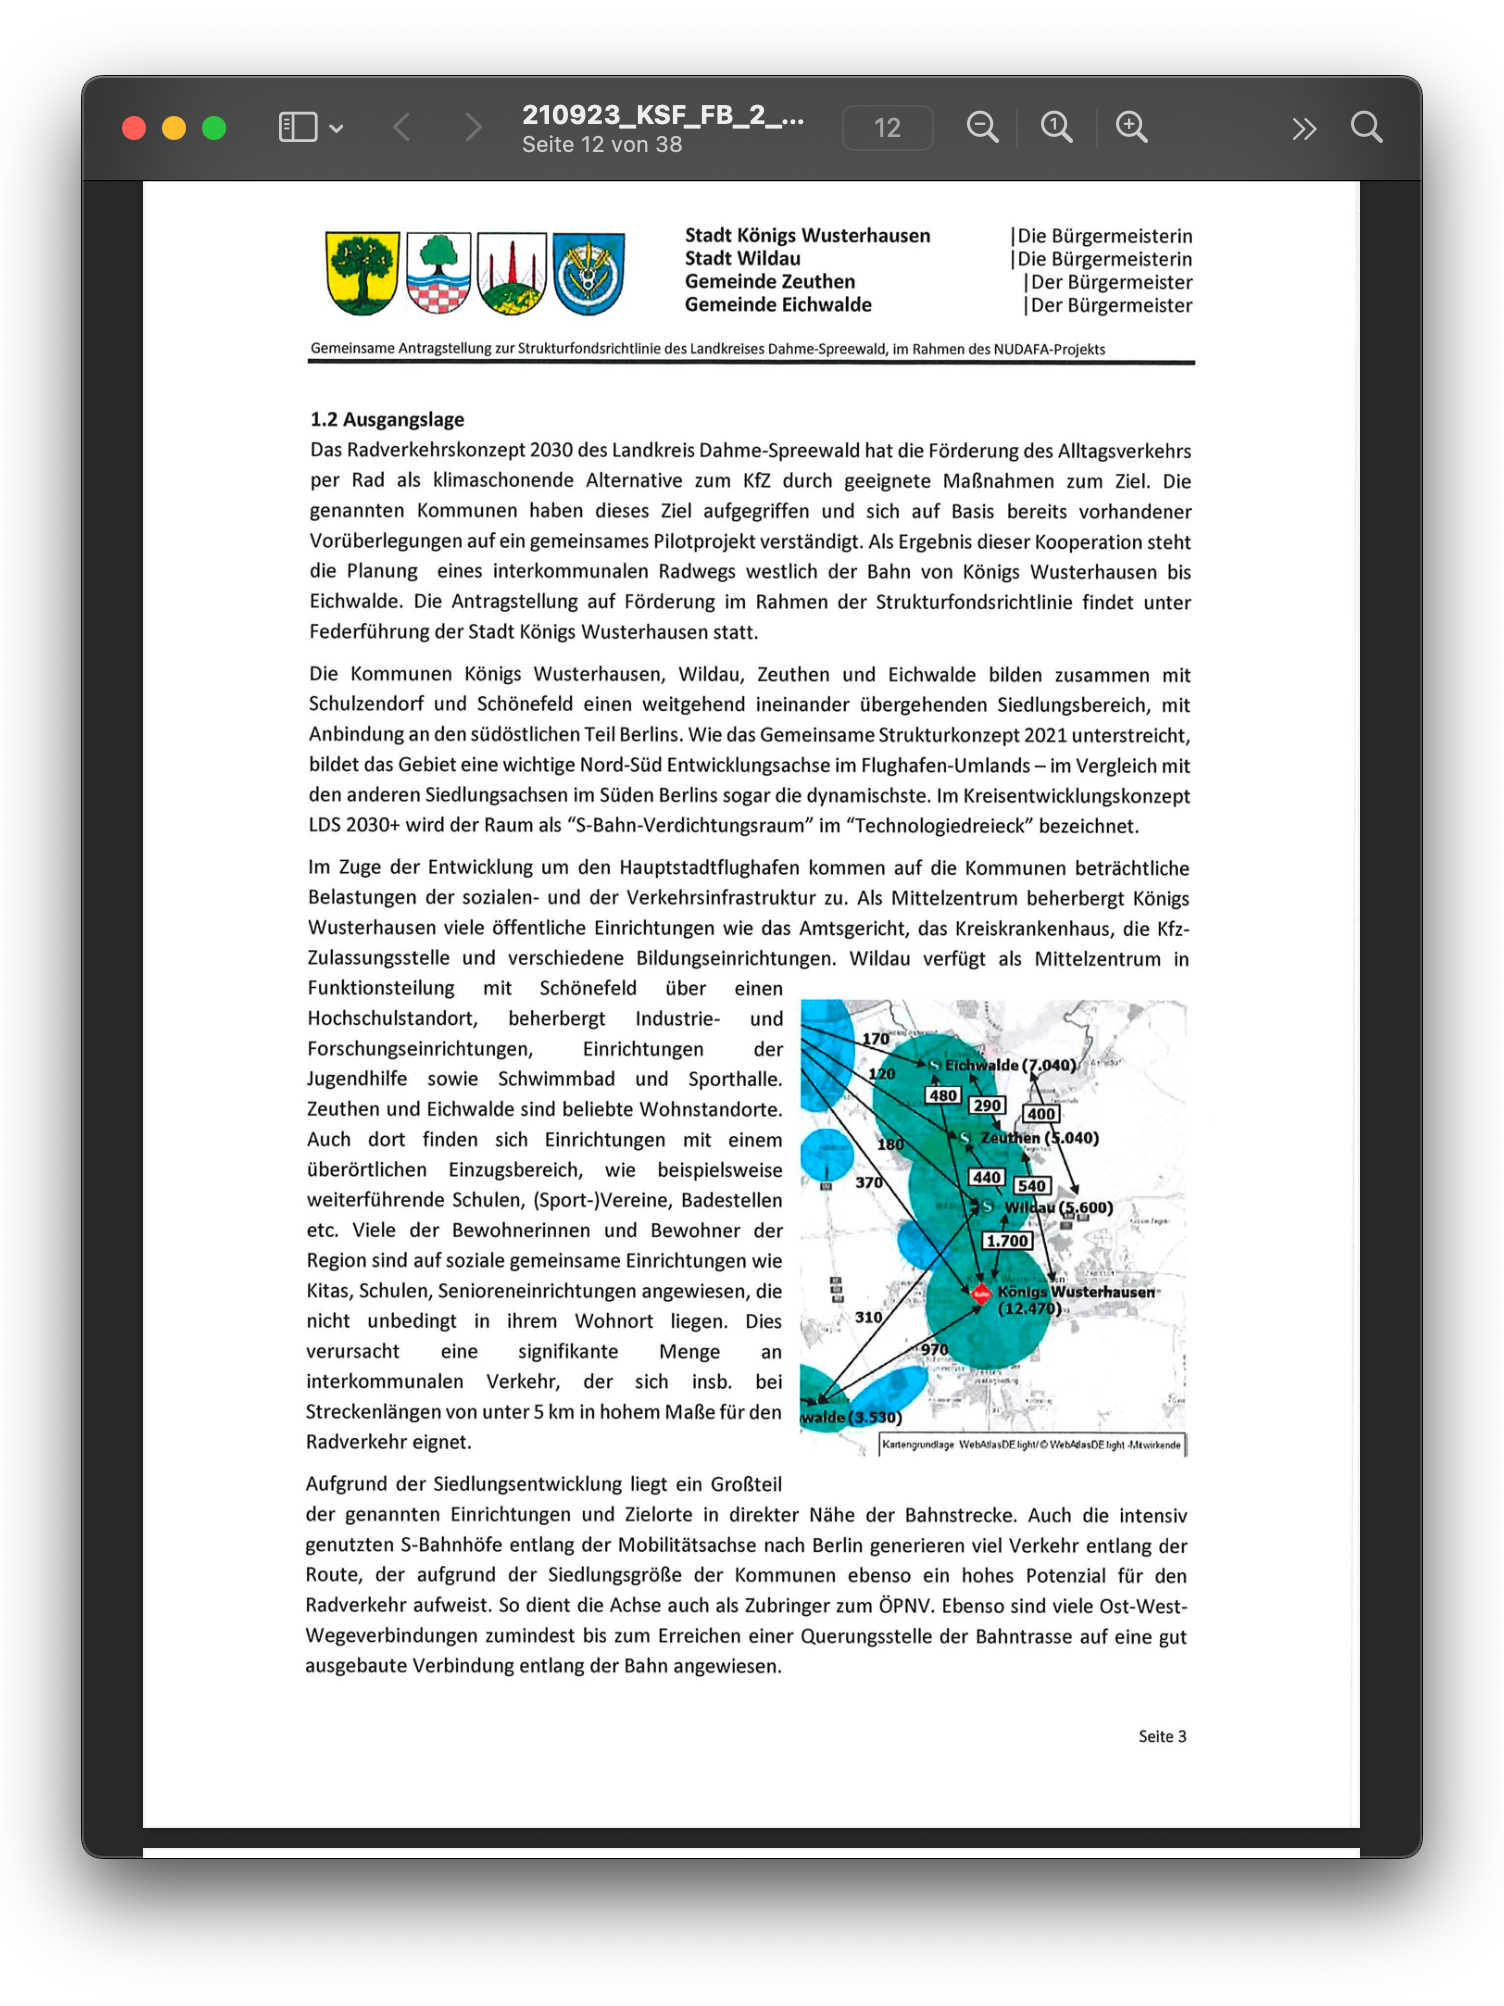 210923_KSF_FB_2_...
Seite 12 von 38
12
Stadt Königs Wusterhausen |Die Bürgermeisterin
Stadt Wildau |Die Bürgermeisterin
Gemeinde Zeuthen |Der Bürgermeister
Gemeinde Eichwalde |Der Bürgermeister
Gemeinsame Antragstellung zur Strukturfondsrichtlinie des Landkreises Dahme-Spreewald, im Rahmen des NUDAFA-Projekts
1.2 Ausgangslage
Das Radverkehrskonzept 2030 des Landkreis Dahme-Spreewald hat die Förderung des Alltagsverkehrs
per Rad als klimaschonende Alternative zum KfZ durch geeignete Maßnahmen zum Ziel. Die
genannten Kommunen haben dieses Ziel aufgegriffen und sich auf Basis bereits vorhandener
Vorüberlegungen auf ein gemeinsames Pilotprojekt verständigt. Als Ergebnis dieser Kooperation steht
die Planung eines interkommunalen Radwegs westlich der Bahn von Königs Wusterhausen bis
Eichwalde. Die Antragstellung auf Förderung im Rahmen der Strukturfondsrichtlinie findet unter
Federführung der Stadt Königs Wusterhausen statt.
Die Kommunen Königs Wusterhausen, Wildau, Zeuthen und Eichwalde bilden zusammen mit
Schulzendorf und Schönefeld einen weitgehend ineinander übergehenden Siedlungsbereich, mit
Anbindung an den südöstlichen Teil Berlins. Wie das Gemeinsame Strukturkonzept 2021 unterstreicht,
bildet das Gebiet eine wichtige Nord-Süd Entwicklungsachse im Flughafen-Umlands – im Vergleich mit
den anderen Siedlungsachsen im Süden Berlins sogar die dynamischste. Im Kreisentwicklungskonzept
LDS 2030+ wird der Raum als “S-Bahn-Verdichtungsraum” im “Technologiedreieck” bezeichnet.
Im Zuge der Entwicklung um den Hauptstadtflughafen kommen auf die Kommunen beträchtliche
Belastungen der sozialen- und der Verkehrsinfrastruktur zu. Als Mittelzentrum beherbergt Königs
Wusterhausen viele öffentliche Einrichtungen wie das Amtsgericht, das Kreiskrankenhaus, die Kfz-
Zulassungsstelle und verschiedene Bildungseinrichtungen. Wildau verfügt als Mittelzentrum in
Funktionsteilung mit Schönefeld über einen
Hochschulstandort, beherbergt Industrie- und
Forschungseinrichtungen, Einrichtungen der
Jugendhilfe sowie Schwimmbad und Sporthalle.
Zeuthen und Eichwalde sind beliebte Wohnstandorte.
Auch dort finden sich Einrichtungen mit einem
überörtlichen Einzugsbereich, wie beispielsweise
weiterführende Schulen, (Sport-)Vereine, Badestellen
etc. Viele der Bewohnerinnen und Bewohner der
Region sind auf soziale gemeinsame Einrichtungen wie
Kitas, Schulen, Senioreneinrichtungen angewiesen, die
nicht unbedingt in ihrem Wohnort liegen. Dies
verursacht eine signifikante Menge an
interkommunalen Verkehr, der sich insb. bei
Streckenlängen von unter 5 km in hohem Maße für den
Radverkehr eignet.
170
Eichwalde (7.040)
120
480
290
400
Zeuthen (5.040)
180
440
540
370
Wildau (5.600)
1.700
Königs Wusterhausen
(12.470)
310
970
walde (3.530)
Kartengrundlage WebAtlasDE light/© WebAtlasDE light -Mitwirkende
Aufgrund der Siedlungsentwicklung liegt ein Großteil
der genannten Einrichtungen und Zielorte in direkter Nähe der Bahnstrecke. Auch die intensiv
genutzten S-Bahnhöfe entlang der Mobilitätsachse nach Berlin generieren viel Verkehr entlang der
Route, der aufgrund der Siedlungsgröße der Kommunen ebenso ein hohes Potenzial für den
Radverkehr aufweist. So dient die Achse auch als Zubringer zum ÖPNV. Ebenso sind viele Ost-West-
Wegeverbindungen zumindest bis zum Erreichen einer Querungsstelle der Bahntrasse auf eine gut
ausgebaute Verbindung entlang der Bahn angewiesen.
Seite 3